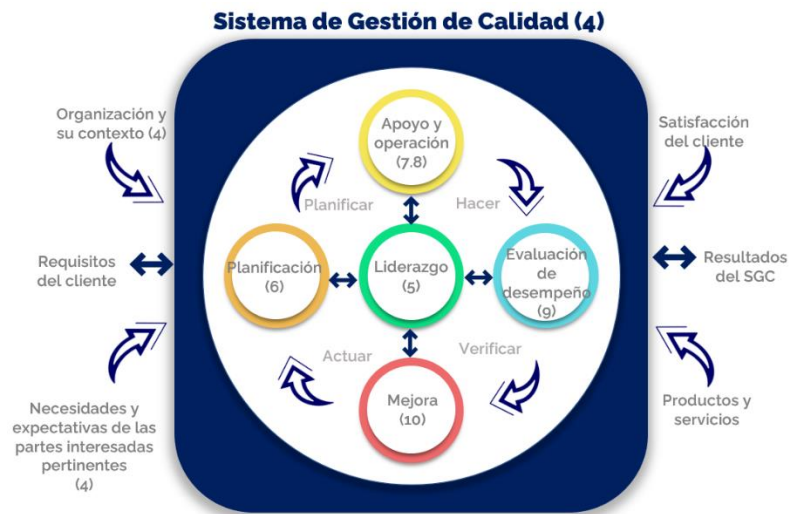 Sistema de Gestión de Calidad (4)
Organización y
su contexto (4)
Requisitos
del cliente
Necesidades y
expectativas de las
partes interesadas
pertinentes
(4)
Apoyo y
operación
(7.8)
Planificar
Hacer
Planificación
(6)
Liderazgo
(5)
Evaluación
de
desempeño
(9)
Actuar
Verificar
Mejora
(10)
Satisfacción
del cliente
Resultados
del SGC
Productos y
servicios